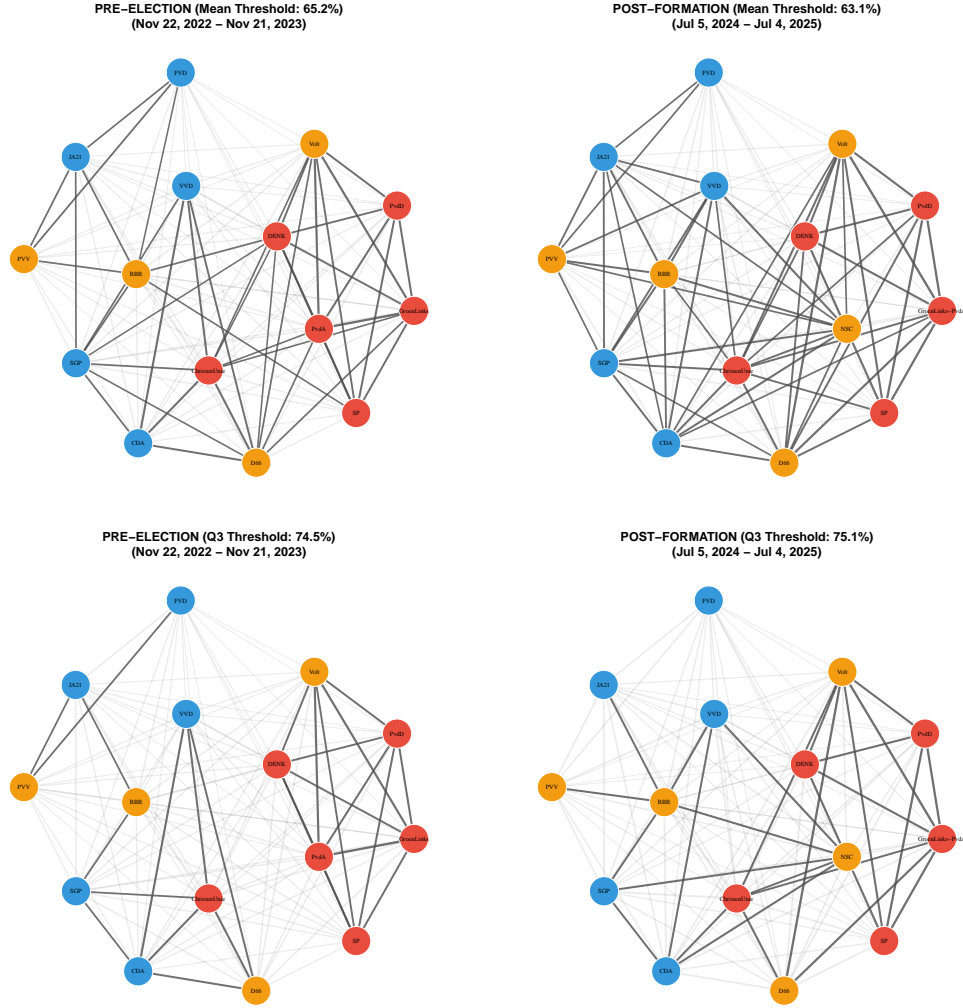 PRE−ELECTION (Mean Threshold: 65.2%)
(Nov 22, 2022 − Nov 21, 2023)
FVD
Volt
JA21
VVD
PvdD
DENK
PVV
BBB
GroenLinks
PvdA
SGP
ChristenUnie
SP
CDA
D66
POST−FORMATION (Mean Threshold: 63.1%)
(Jul 5, 2024 − Jul 4, 2025)
FVD
Volt
JA21
VVD
PvdD
DENK
PVV
BBB
GroenLinks−PvdA
NSC
SGP
ChristenUnie
SP
CDA
D66
PRE−ELECTION (Q3 Threshold: 74.5%)
(Nov 22, 2022 − Nov 21, 2023)
FVD
Volt
JA21
VVD
PvdD
DENK
PVV
BBB
GroenLinks
PvdA
SGP
ChristenUnie
SP
CDA
D66
POST−FORMATION (Q3 Threshold: 75.1%)
(Jul 5, 2024 − Jul 4, 2025)
FVD
Volt
JA21
VVD
PvdD
DENK
PVV
BBB
GroenLinks−PvdA
NSC
SGP
ChristenUnie
SP
CDA
D66